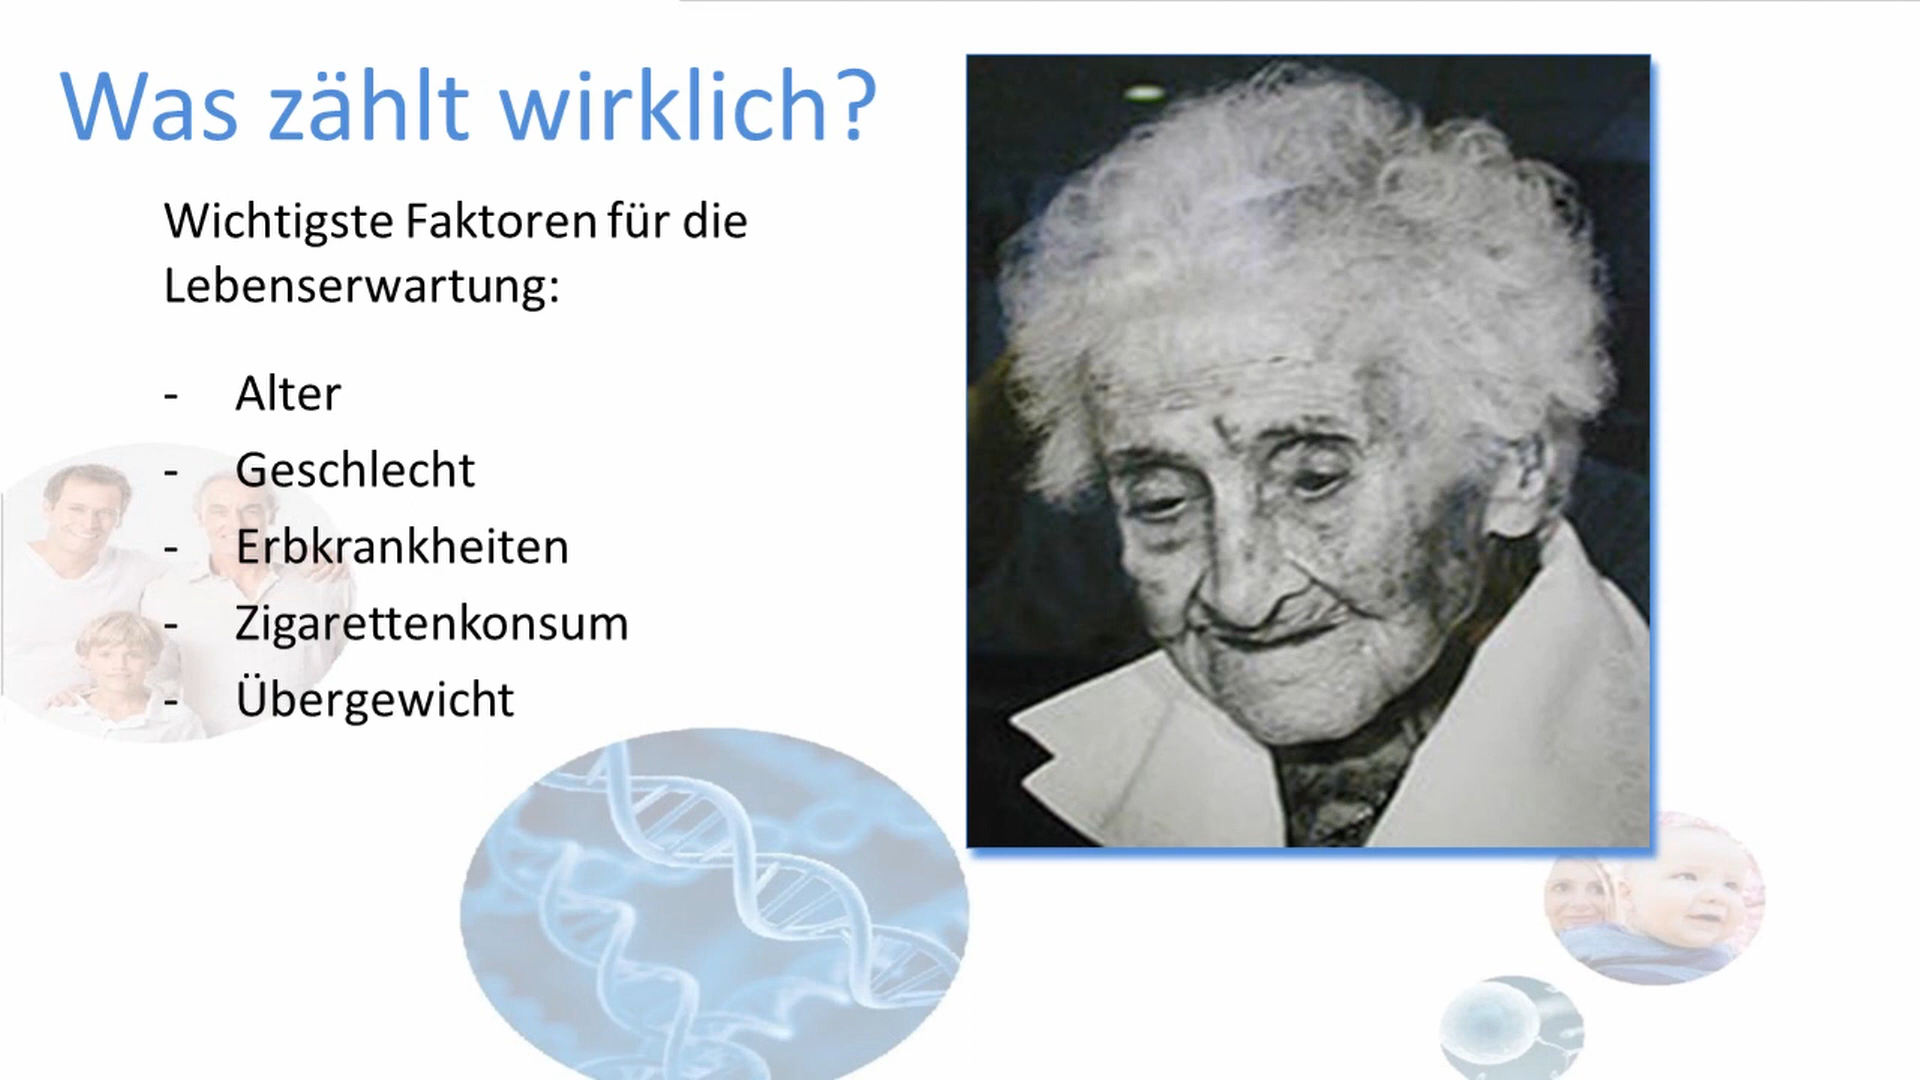 Was zählt wirklich?
Wichtigste Faktoren für die
Lebenserwartung:
- Alter
- Geschlecht
- Erbkrankheiten
- Zigarettenkonsum
- Übergewicht